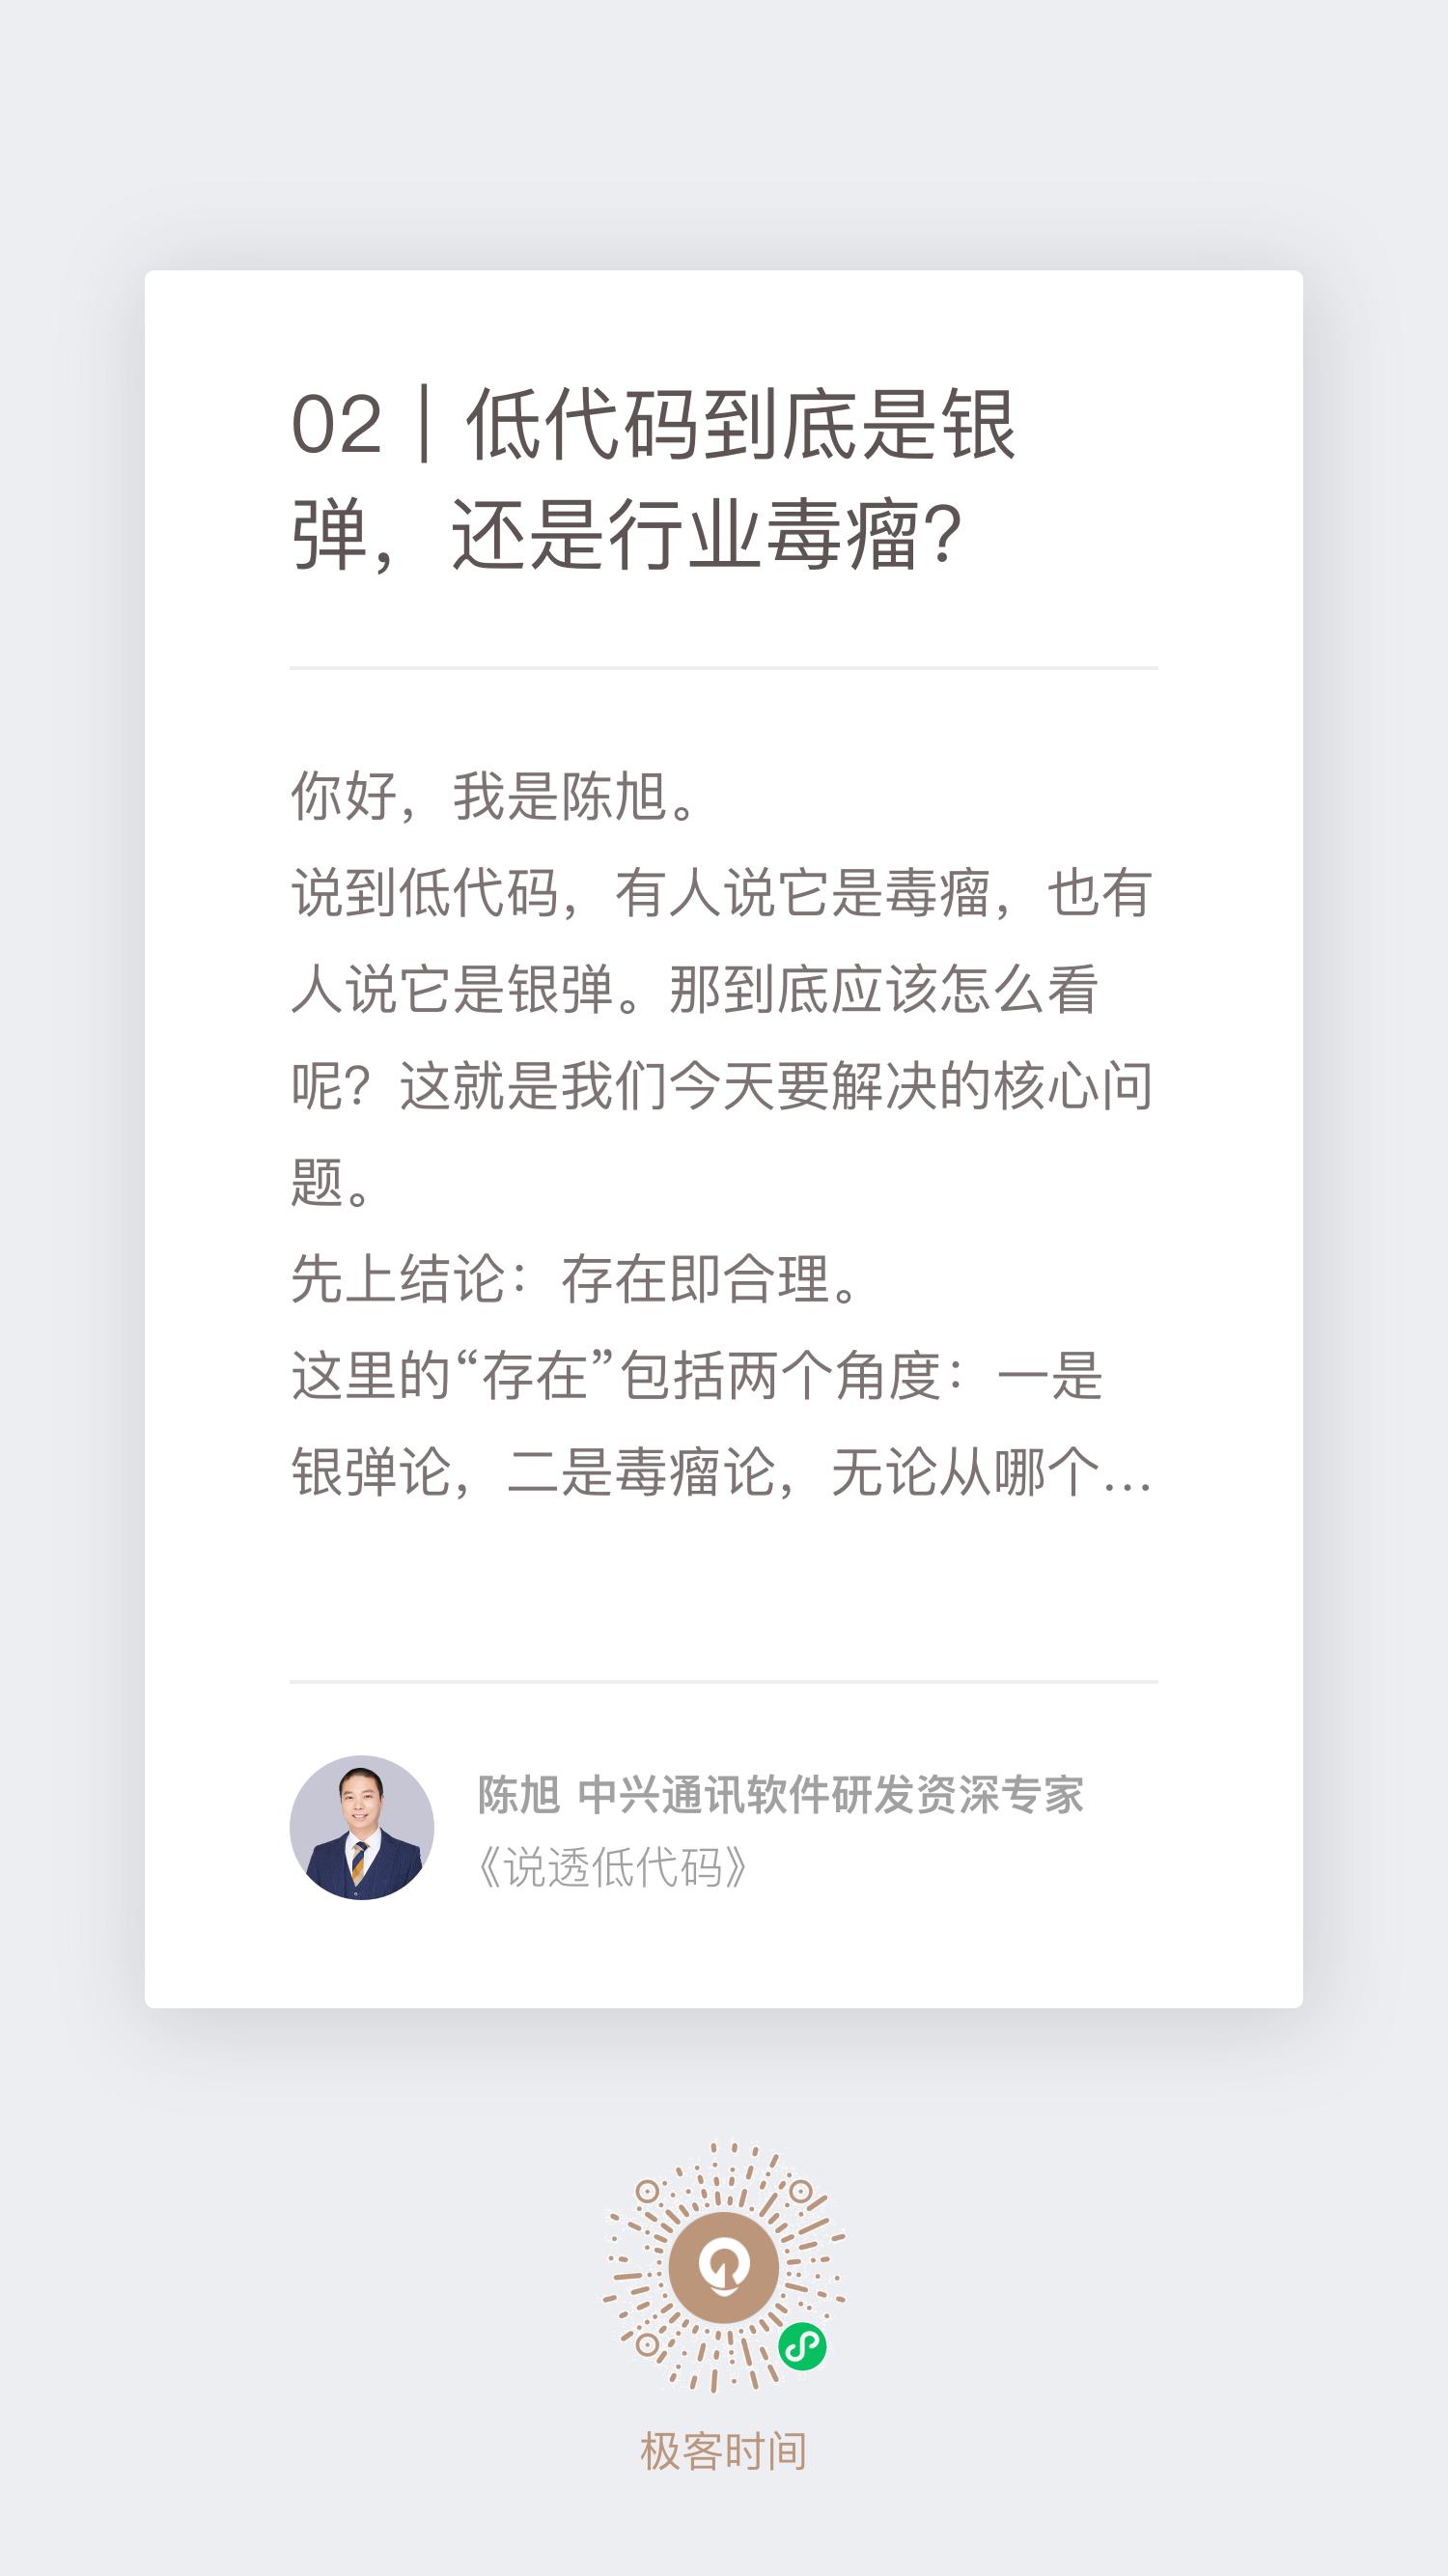 02｜低代码到底是银
弹，还是行业毒瘤？
你好，我是陈旭。
说到低代码，有人说它是毒瘤，也有
人说它是银弹。那到底应该怎么看
呢？这就是我们今天要解决的核心问
题。
先上结论：存在即合理。
这里的“存在”包括两个角度：一是
银弹论，二是毒瘤论，无论从哪个...
陈旭 中兴通讯软件研发资深专家
《说透低代码》
极客时间